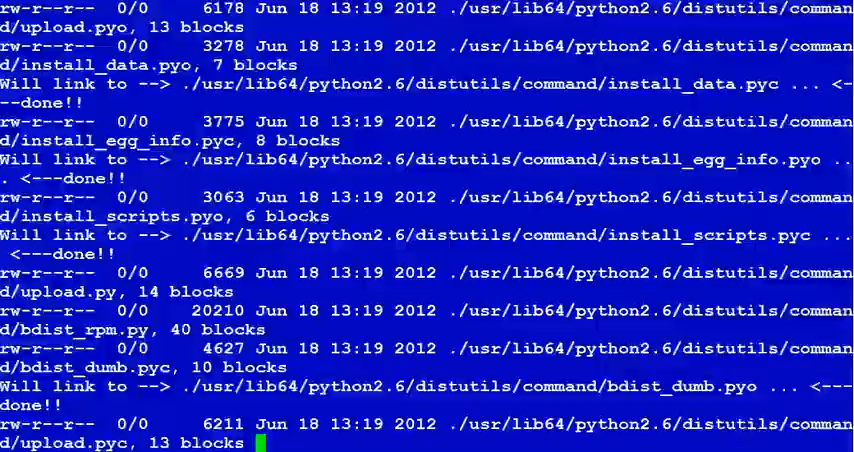 rw-r--r--  0/0      6178 Jun 18 13:19 2012 ./usr/lib64/python2.6/distutils/comman
d/upload.pyo, 13 blocks
rw-r--r--  0/0      3278 Jun 18 13:19 2012 ./usr/lib64/python2.6/distutils/comman
d/install_data.pyo, 7 blocks
Will link to --> ./usr/lib64/python2.6/distutils/command/install_data.pyc ... <-
--done!!
rw-r--r--  0/0      3775 Jun 18 13:19 2012 ./usr/lib64/python2.6/distutils/comman
d/install_egg_info.pyc, 8 blocks
Will link to --> ./usr/lib64/python2.6/distutils/command/install_egg_info.pyo ..
. <---done!!
rw-r--r--  0/0      3063 Jun 18 13:19 2012 ./usr/lib64/python2.6/distutils/comman
d/install_scripts.pyo, 6 blocks
Will link to --> ./usr/lib64/python2.6/distutils/command/install_scripts.pyc ...
 <---done!!
rw-r--r--  0/0      6669 Jun 18 13:19 2012 ./usr/lib64/python2.6/distutils/comman
d/upload.py, 14 blocks
rw-r--r--  0/0     20210 Jun 18 13:19 2012 ./usr/lib64/python2.6/distutils/comman
d/bdist_rpm.py, 40 blocks
rw-r--r--  0/0      4627 Jun 18 13:19 2012 ./usr/lib64/python2.6/distutils/comman
d/bdist_dumb.pyc, 10 blocks
Will link to --> ./usr/lib64/python2.6/distutils/command/bdist_dumb.pyo ... <---
done!!
rw-r--r--  0/0      6211 Jun 18 13:19 2012 ./usr/lib64/python2.6/distutils/comman
d/upload.pyc, 13 blocks